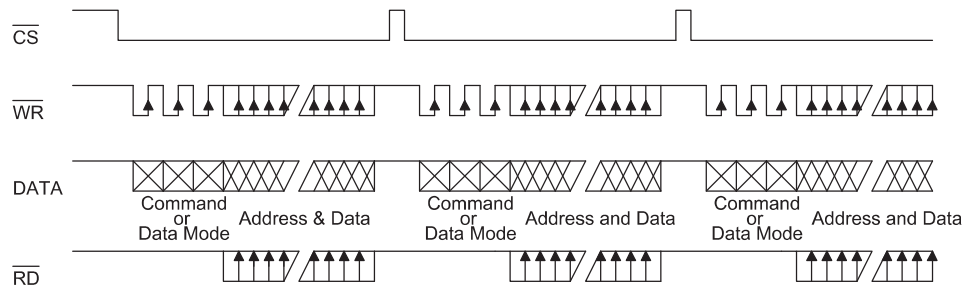 CS
WR
DATA
Command
or
Data Mode
Address & Data
Command
or
Data Mode
Address and Data
Command
or
Data Mode
Address and Data
RD